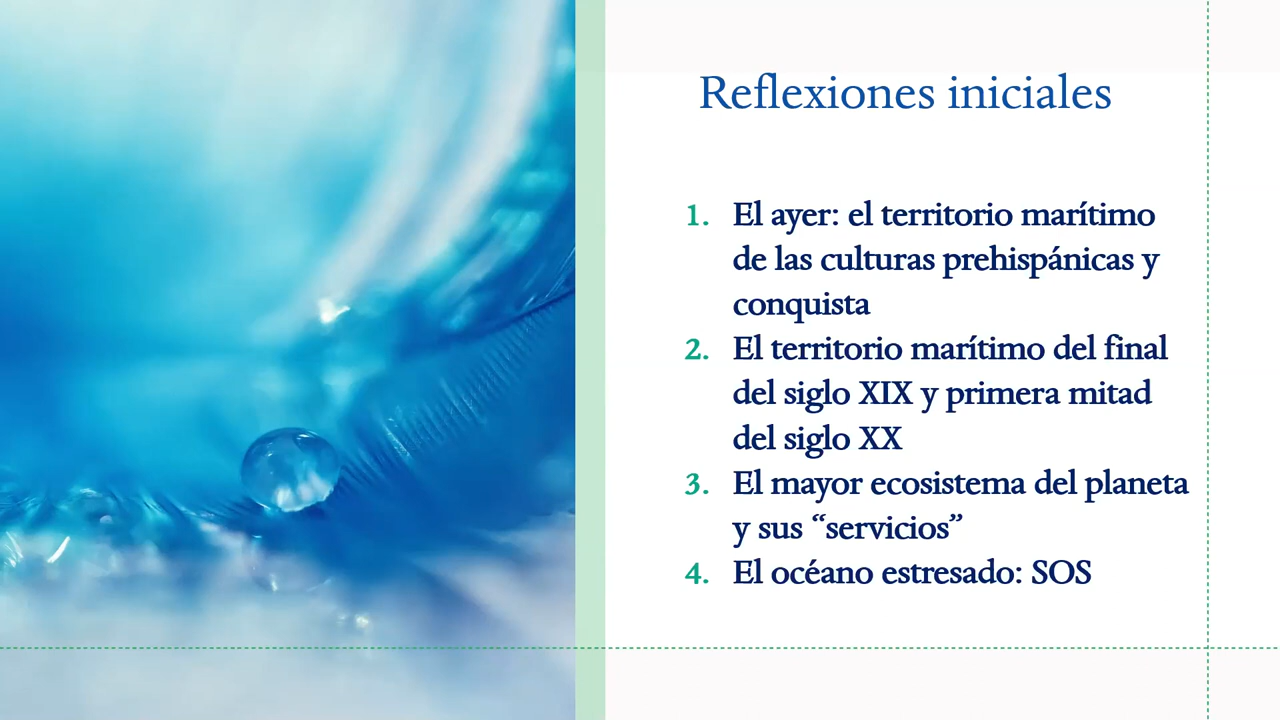 Reflexiones iniciales
1. El ayer: el territorio marítimo
de las culturas prehispánicas y
conquista
2. El territorio marítimo del final
del siglo XIX y primera mitad
del siglo XX
3. El mayor ecosistema del planeta
y sus “servicios”
4. El océano estresado: SOS